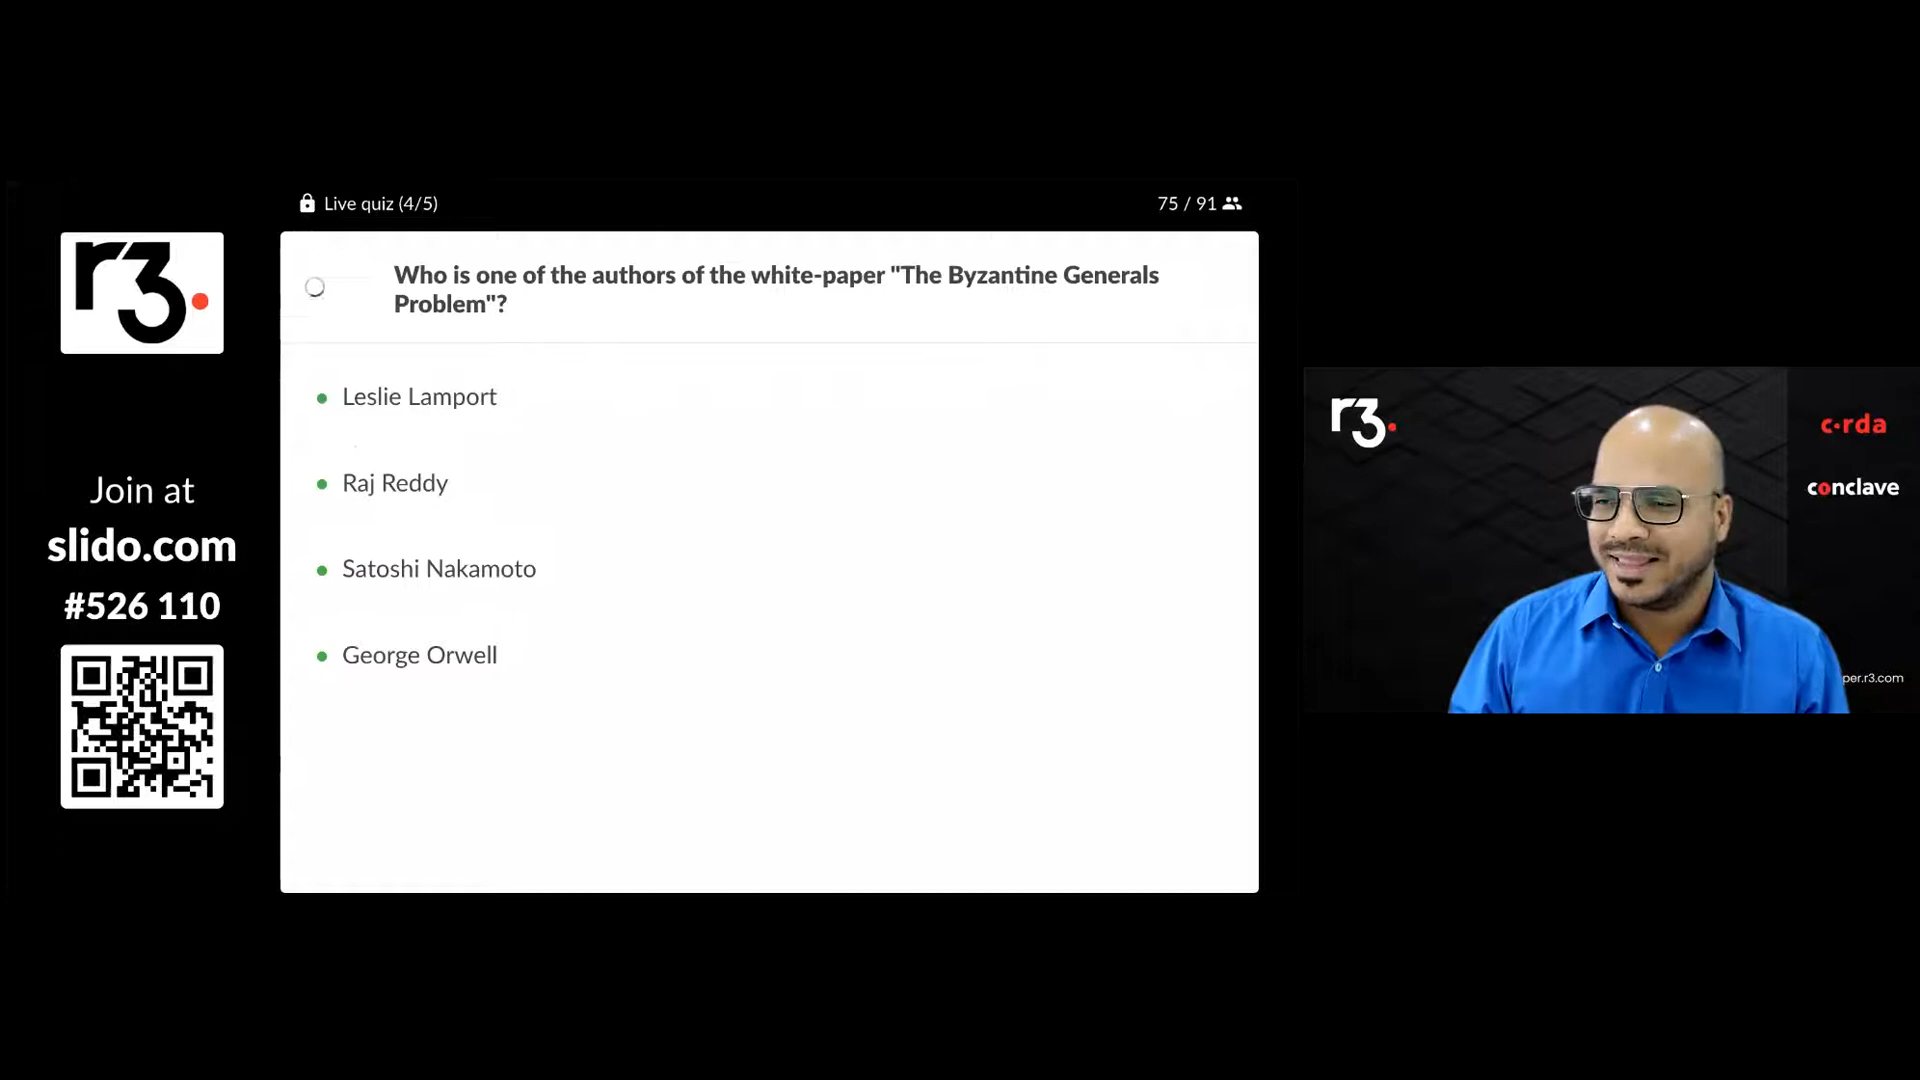 Live quiz (4/5)
75 / 91
r3.
Who is one of the authors of the white-paper "The Byzantine Generals
Problem"?
Leslie Lamport
Raj Reddy
Satoshi Nakamoto
George Orwell
Join at
slido.com
#526 110
r3.
c·rda
conclave
per.r3.com